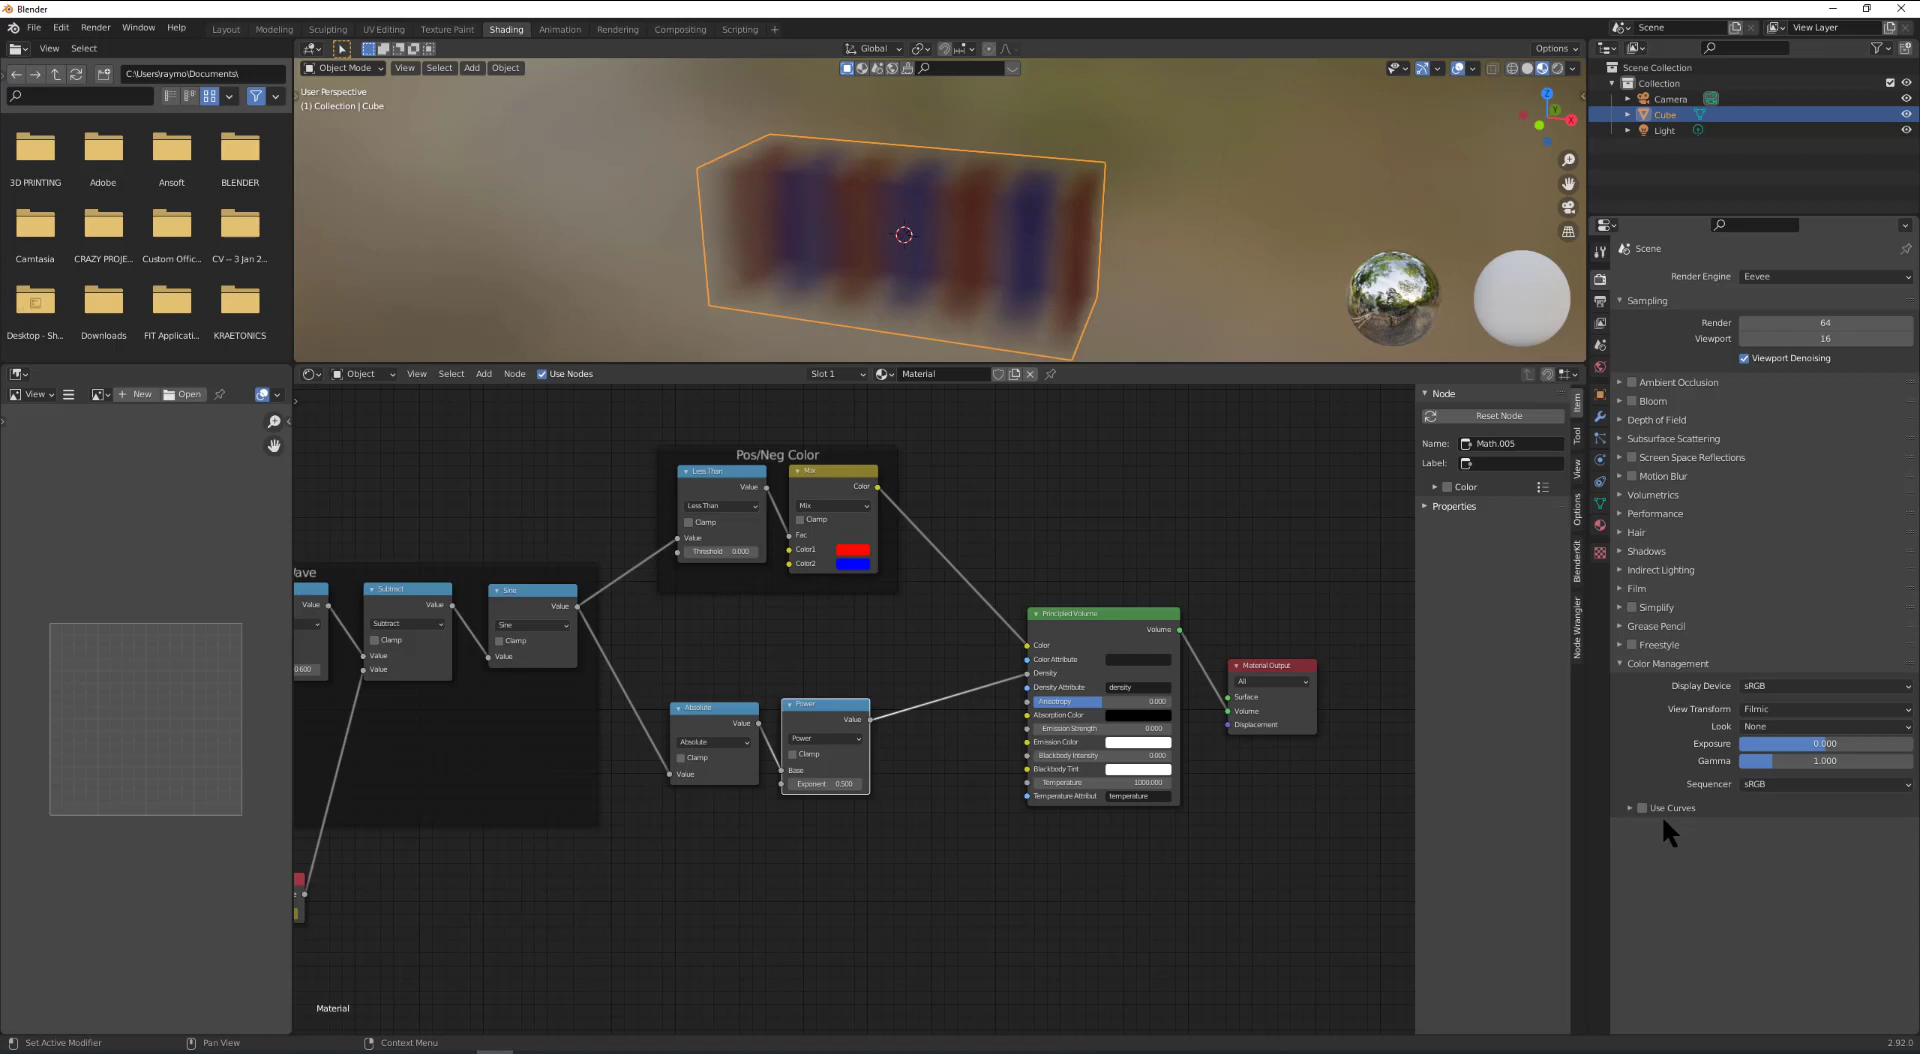 Blender
File Edit Render Window Help
Layout Modeling Sculpting UV Editing Texture Paint Shading Animation Rendering Compositing Scripting +
Scene
View Layer
View Select
Global
Options
C:\Users\raymo\Documents\
Object Mode View Select Add Object
User Perspective
(1) Collection | Cube
3D PRINTING Adobe Ansoft BLENDER
Camtasia CRAZY PROJE... Custom Offic... CV -- 3 Jan 2...
Desktop - Sh... Downloads FIT Applicati... KRAETONICS
Z
Y
X
Scene Collection
Collection
Camera
Cube
Light
Scene
Render Engine Eevee
Sampling
Render 64
Viewport 16
Viewport Denoising
Ambient Occlusion
Bloom
Depth of Field
Subsurface Scattering
Screen Space Reflections
Motion Blur
Volumetrics
Performance
Hair
Shadows
Indirect Lighting
Film
Simplify
Grease Pencil
Freestyle
Color Management
Display Device sRGB
View Transform Filmic
Look None
Exposure 0.000
Gamma 1.000
Sequencer sRGB
Use Curves
View New Open
Object View Select Add Node Use Nodes Slot 1 Material
Node
Reset Node
Name: Math.005
Label:
Color
Properties
Item
Tool
View
Options
BlenderKit
Node Wrangler
Pos/Neg Color
Less Than
Value
Less Than
Clamp
Value
Threshold 0.000
Mix
Color
Mix
Clamp
Fac
Color1
Color2
Wave
Value
0.600
Subtract
Value
Subtract
Clamp
Value
Value
Sine
Value
Sine
Clamp
Value
Absolute
Value
Absolute
Clamp
Value
Power
Value
Power
Clamp
Base
Exponent 0.500
Principled Volume
Volume
Color
Color Attribute
Density
Density Attribute density
Anisotropy 0.000
Absorption Color
Emission Strength 0.000
Emission Color
Blackbody Intensity 0.000
Blackbody Tint
Temperature 1000.000
Temperature Attribut temperature
Material Output
All
Surface
Volume
Displacement
Material
Set Active Modifier Pan View Context Menu
2.92.0